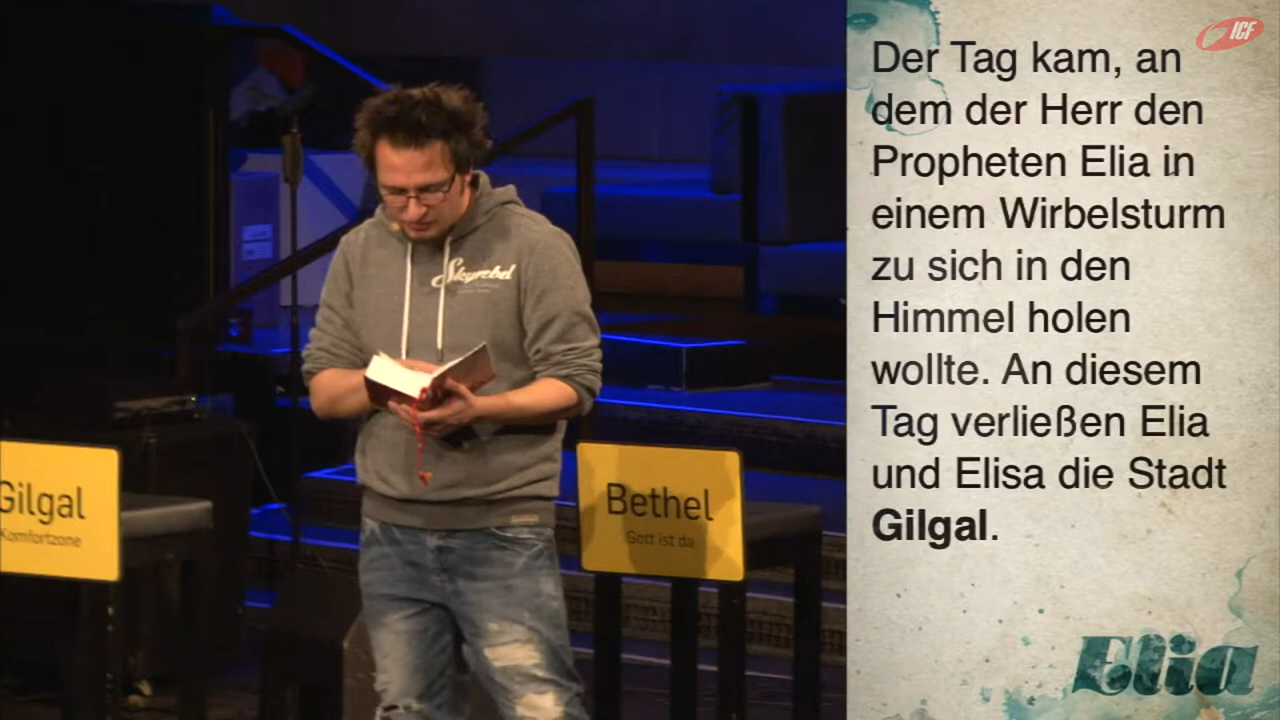 ICF
Der Tag kam, an
dem der Herr den
Propheten Elia in
einem Wirbelsturm
zu sich in den
Himmel holen
wollte. An diesem
Tag verließen Elia
und Elisa die Stadt
Gilgal.
Elia
Skyrebel
Gilgal
Komfortzone
Bethel
Gott ist da